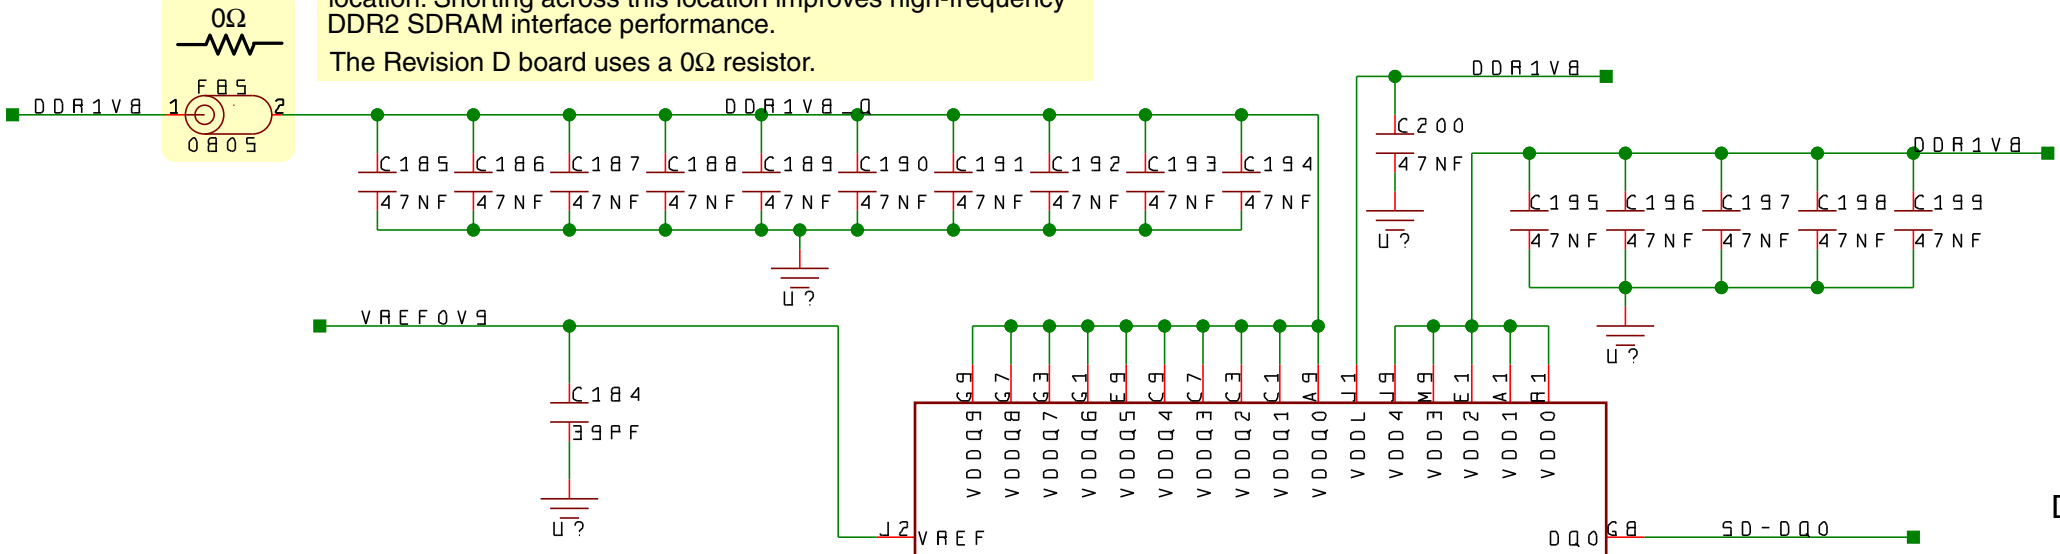 location. Shorting across this location improves high-frequency
DDR2 SDRAM interface performance.
The Revision D board uses a 0Ω resistor.
0Ω
FB5
DDR1V8 1 2 DDR1V8_Q
0805
C185 C186 C187 C188 C189 C190 C191 C192 C193 C194
47NF 47NF 47NF 47NF 47NF 47NF 47NF 47NF 47NF 47NF
U?
DDR1V8
C200
47NF
U?
DDR1V8
C195 C196 C197 C198 C199
47NF 47NF 47NF 47NF 47NF
U?
VREF0V9
C184
39PF
U?
G9 G7 G3 G1 E9 C9 C7 C3 C1 A9 J1 J9 M9 E1 A1 R1
VDDQ9 VDDQ8 VDDQ7 VDDQ6 VDDQ5 VDDQ4 VDDQ3 VDDQ2 VDDQ1 VDDQ0 VDDL VDD4 VDD3 VDD2 VDD1 VDD0
J2 VREF
DQ0 G8 SD-DQ0